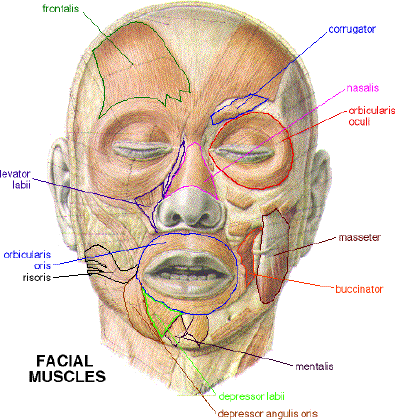 frontalis
corrugator
nasalis
orbicularis
oculi
levator
labii
masseter
orbicularis
oris
risoris
buccinator
FACIAL
MUSCLES
mentalis
depressor labii
depressor angulis oris